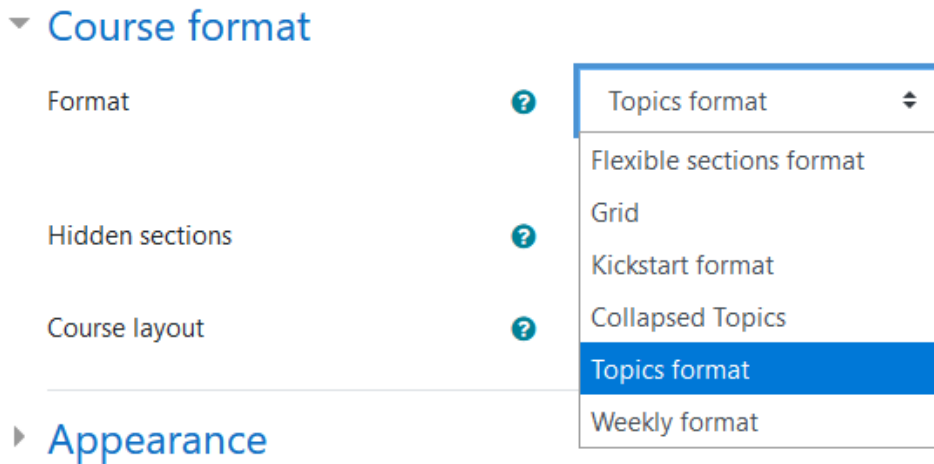 Course format
Format
Topics format
Flexible sections format
Grid
Hidden sections
Kickstart format
Collapsed Topics
Course layout
Topics format
Weekly format
Appearance